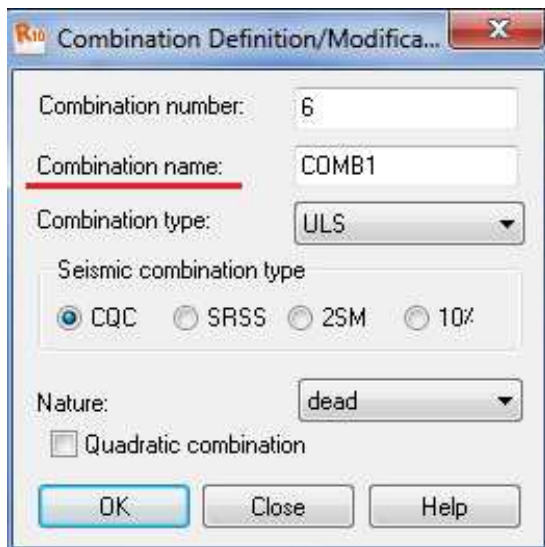 R10 Combination Definition/Modifica...
Combination number: 6
Combination name: COMB1
Combination type: ULS
Seismic combination type
CQC SRSS 2SM 10%
Nature: dead
Quadratic combination
OK Close Help